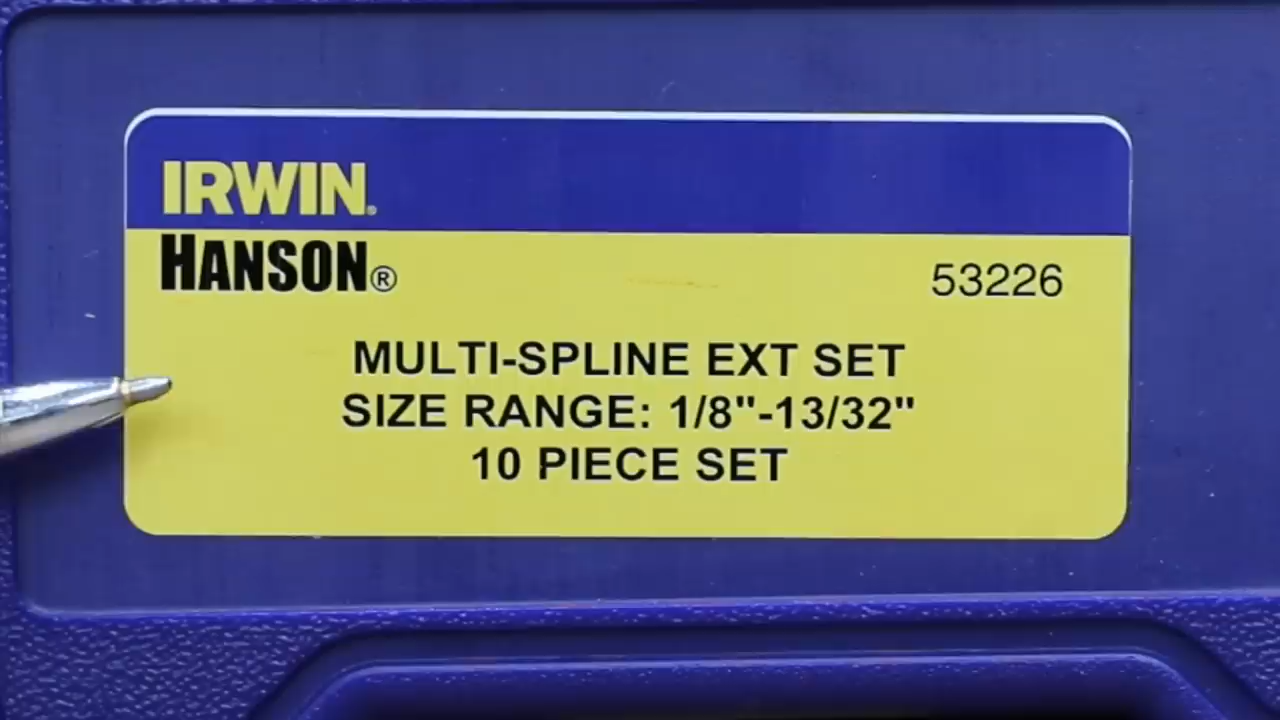 IRWIN®
HANSON®
53226
MULTI-SPLINE EXT SET
SIZE RANGE: 1/8"-13/32"
10 PIECE SET